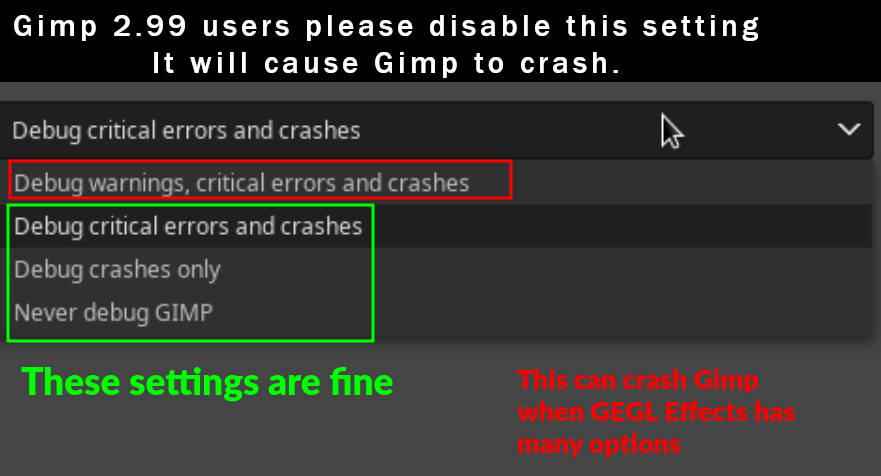 Gimp 2.99 users please disable this setting
It will cause Gimp to crash.
Debug critical errors and crashes
Debug warnings, critical errors and crashes
Debug critical errors and crashes
Debug crashes only
Never debug GIMP
These settings are fine
This can crash Gimp
when GEGL Effects has
many options